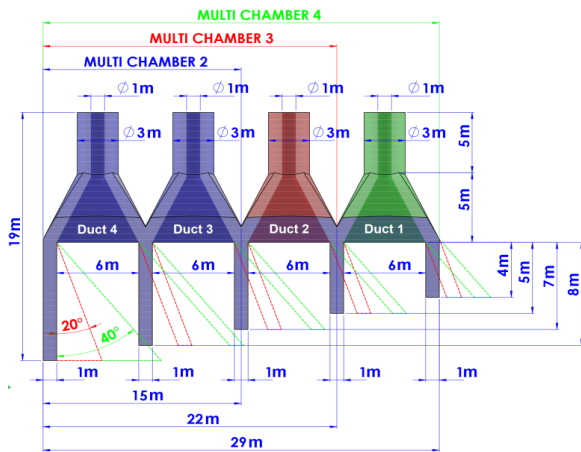 MULTI CHAMBER 4
MULTI CHAMBER 3
MULTI CHAMBER 2
∅1m ∅1m ∅1m ∅1m
∅3m ∅3m ∅3m ∅3m
5m
5m
19m
Duct 4 Duct 3 Duct 2 Duct 1
6m 6m 6m 6m
4m
5m
7m
8m
20°
40°
1m 1m 1m 1m 1m
15m
22m
29m